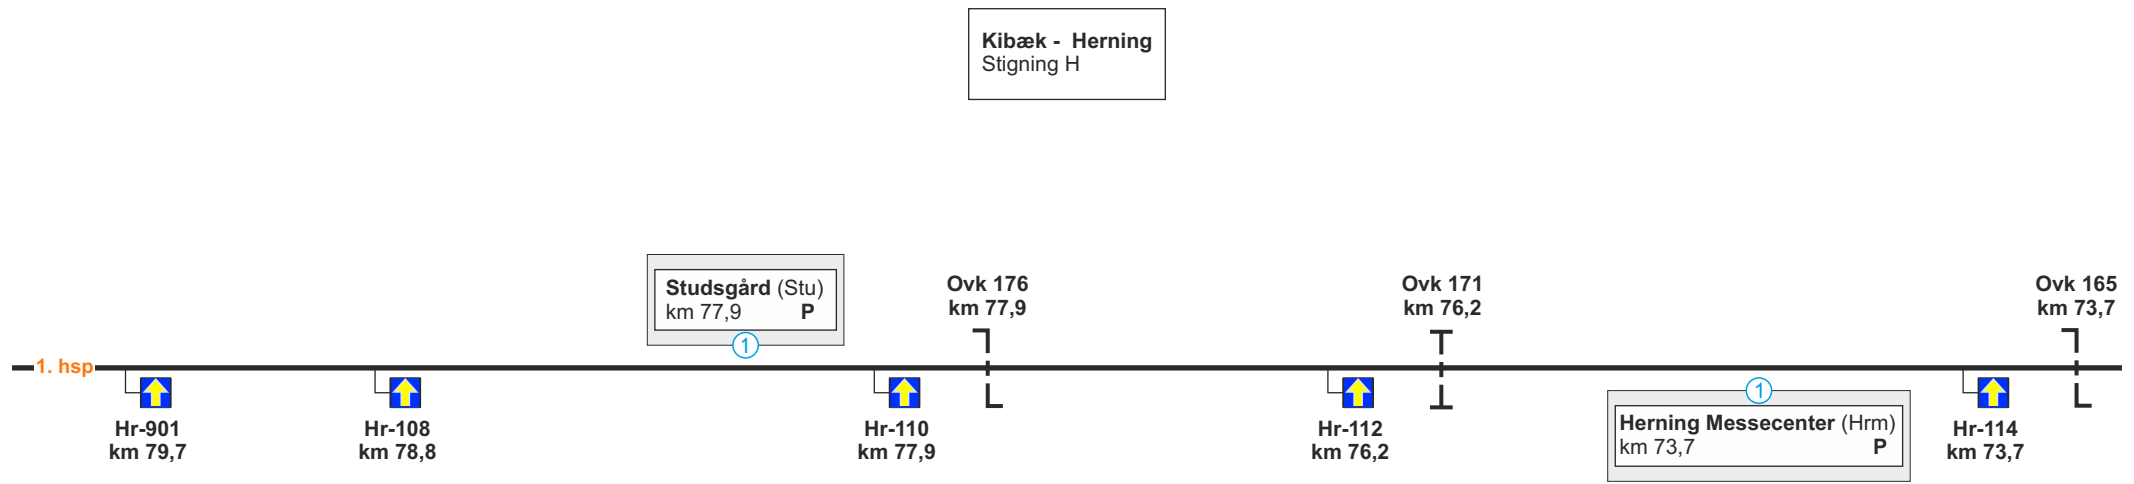 Kibæk - Herning
Stigning H
Studsgård (Stu)
km 77,9 P
1
Ovk 176
km 77,9
Ovk 171
km 76,2
Ovk 165
km 73,7
1. hsp
Hr-901
km 79,7
Hr-108
km 78,8
Hr-110
km 77,9
Hr-112
km 76,2
1
Herning Messecenter (Hrm)
km 73,7 P
Hr-114
km 73,7